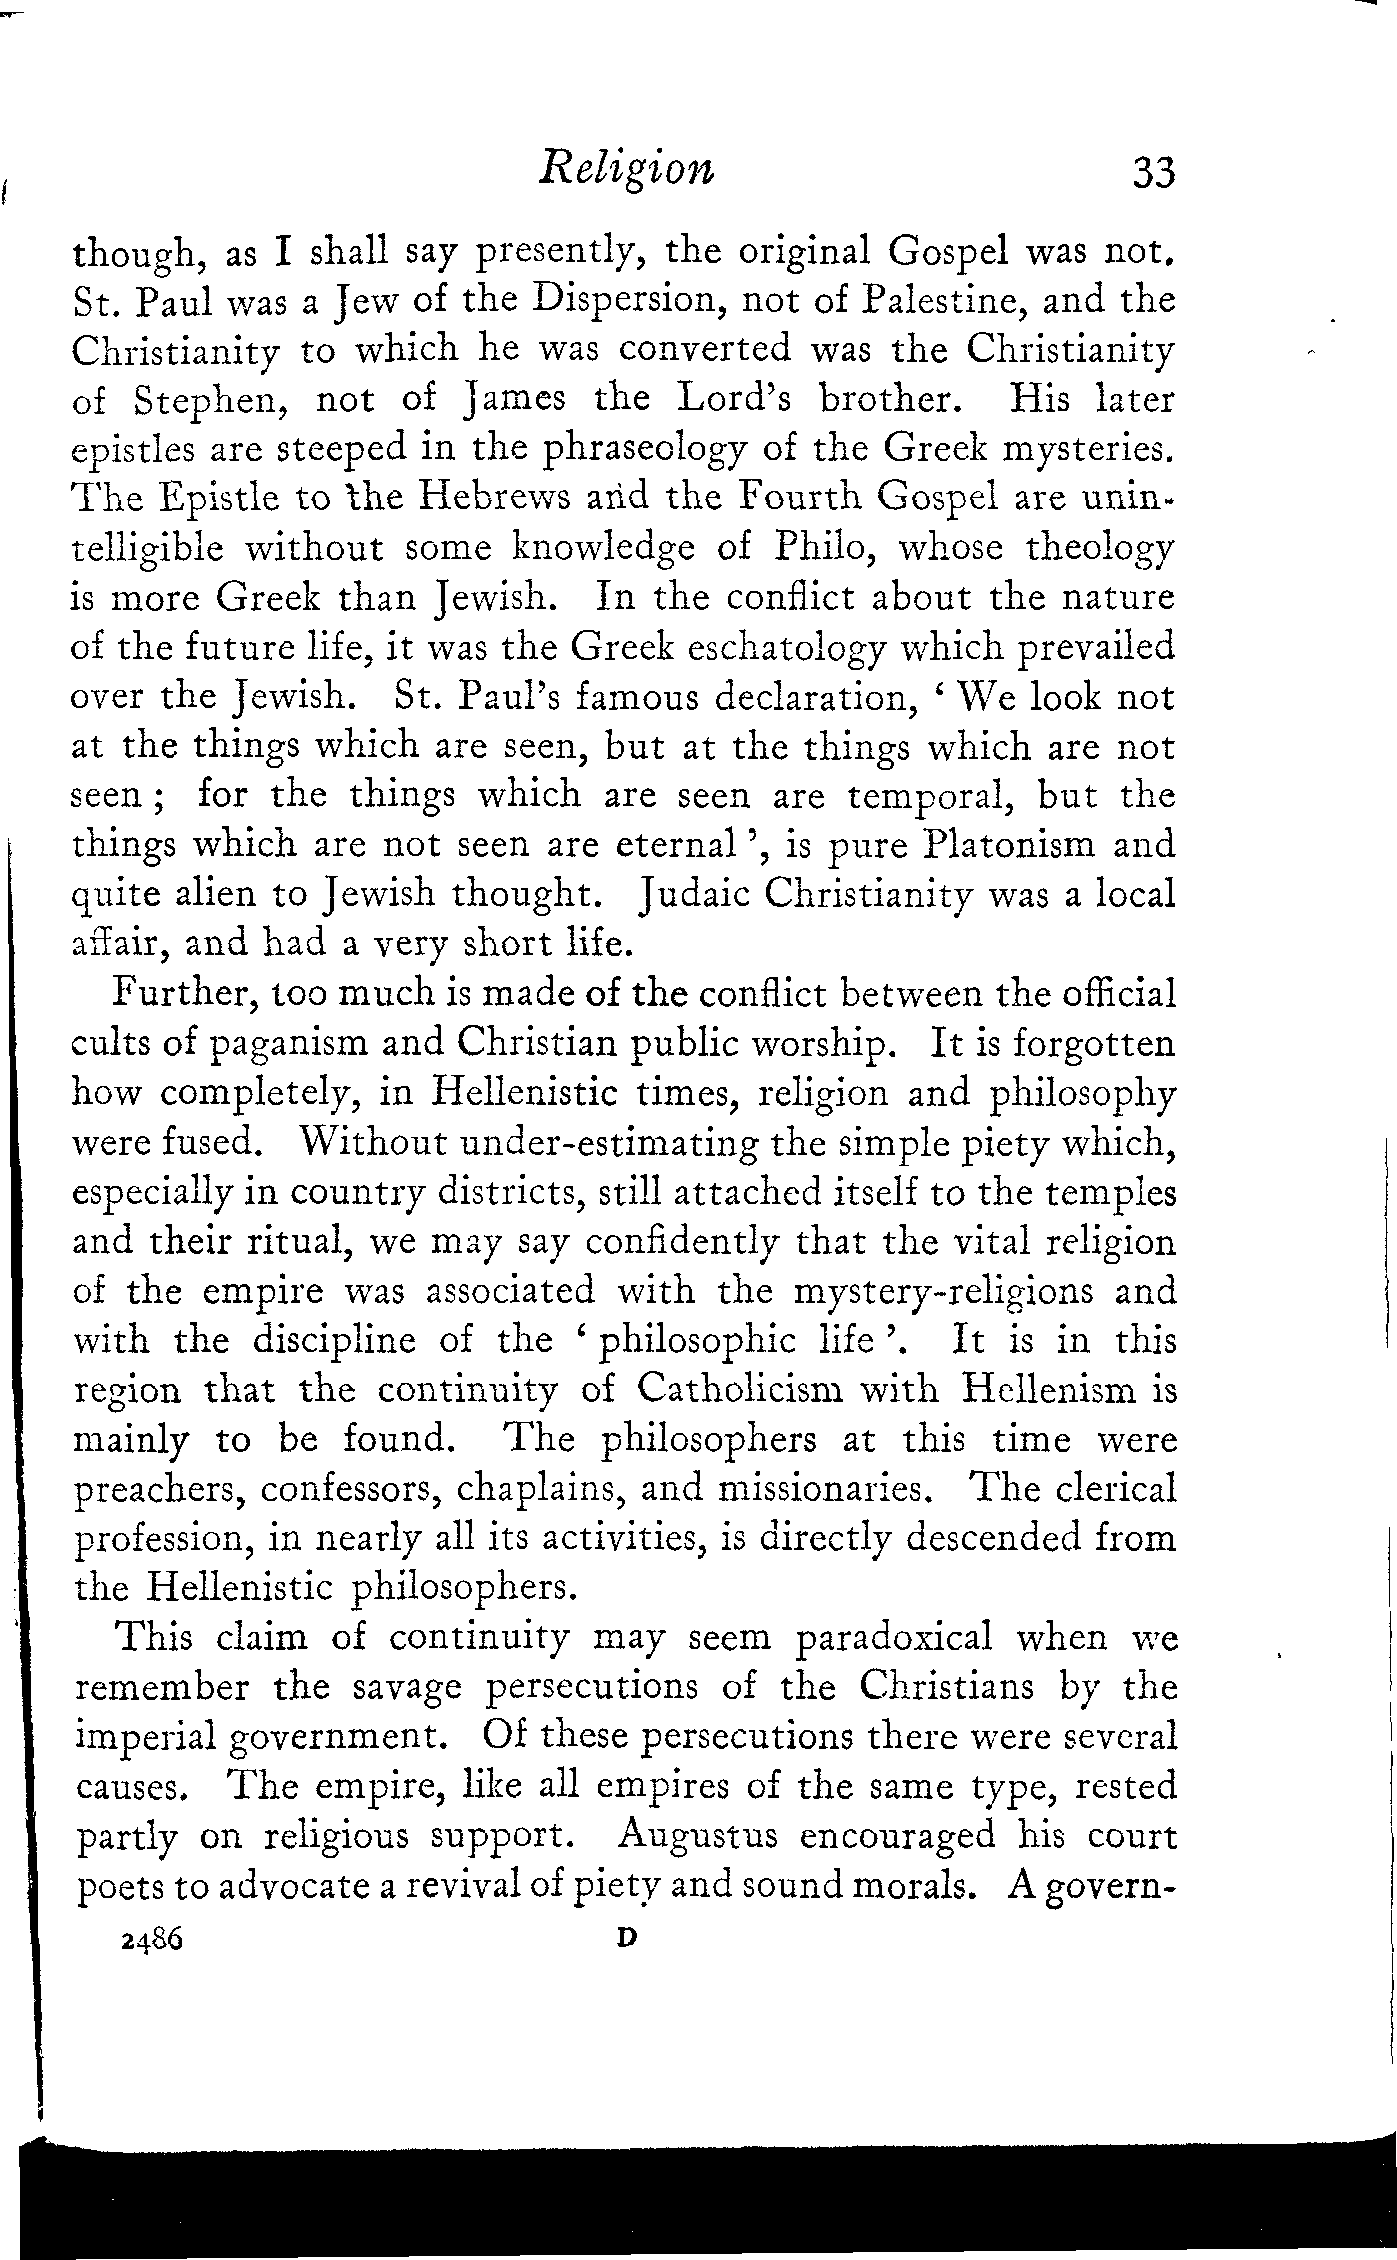 Religion 33
though, as I shall say presently, the original Gospel was not.
St. Paul was a Jew of the Dispersion, not of Palestine, and the
Christianity to which he was converted was the Christianity
of Stephen, not of James the Lord's brother. His later
epistles are steeped in the phraseology of the Greek mysteries.
The Epistle to the Hebrews and the Fourth Gospel are unin-
telligible without some knowledge of Philo, whose theology
is more Greek than Jewish. In the conflict about the nature
of the future life, it was the Greek eschatology which prevailed
over the Jewish. St. Paul's famous declaration, ‘ We look not
at the things which are seen, but at the things which are not
seen ; for the things which are seen are temporal, but the
things which are not seen are eternal ’, is pure Platonism and
quite alien to Jewish thought. Judaic Christianity was a local
affair, and had a very short life.
Further, too much is made of the conflict between the official
cults of paganism and Christian public worship. It is forgotten
how completely, in Hellenistic times, religion and philosophy
were fused. Without under-estimating the simple piety which,
especially in country districts, still attached itself to the temples
and their ritual, we may say confidently that the vital religion
of the empire was associated with the mystery-religions and
with the discipline of the ‘ philosophic life ’. It is in this
region that the continuity of Catholicism with Hellenism is
mainly to be found. The philosophers at this time were
preachers, confessors, chaplains, and missionaries. The clerical
profession, in nearly all its activities, is directly descended from
the Hellenistic philosophers.
This claim of continuity may seem paradoxical when we
remember the savage persecutions of the Christians by the
imperial government. Of these persecutions there were several
causes. The empire, like all empires of the same type, rested
partly on religious support. Augustus encouraged his court
poets to advocate a revival of piety and sound morals. A govern-
2486 D